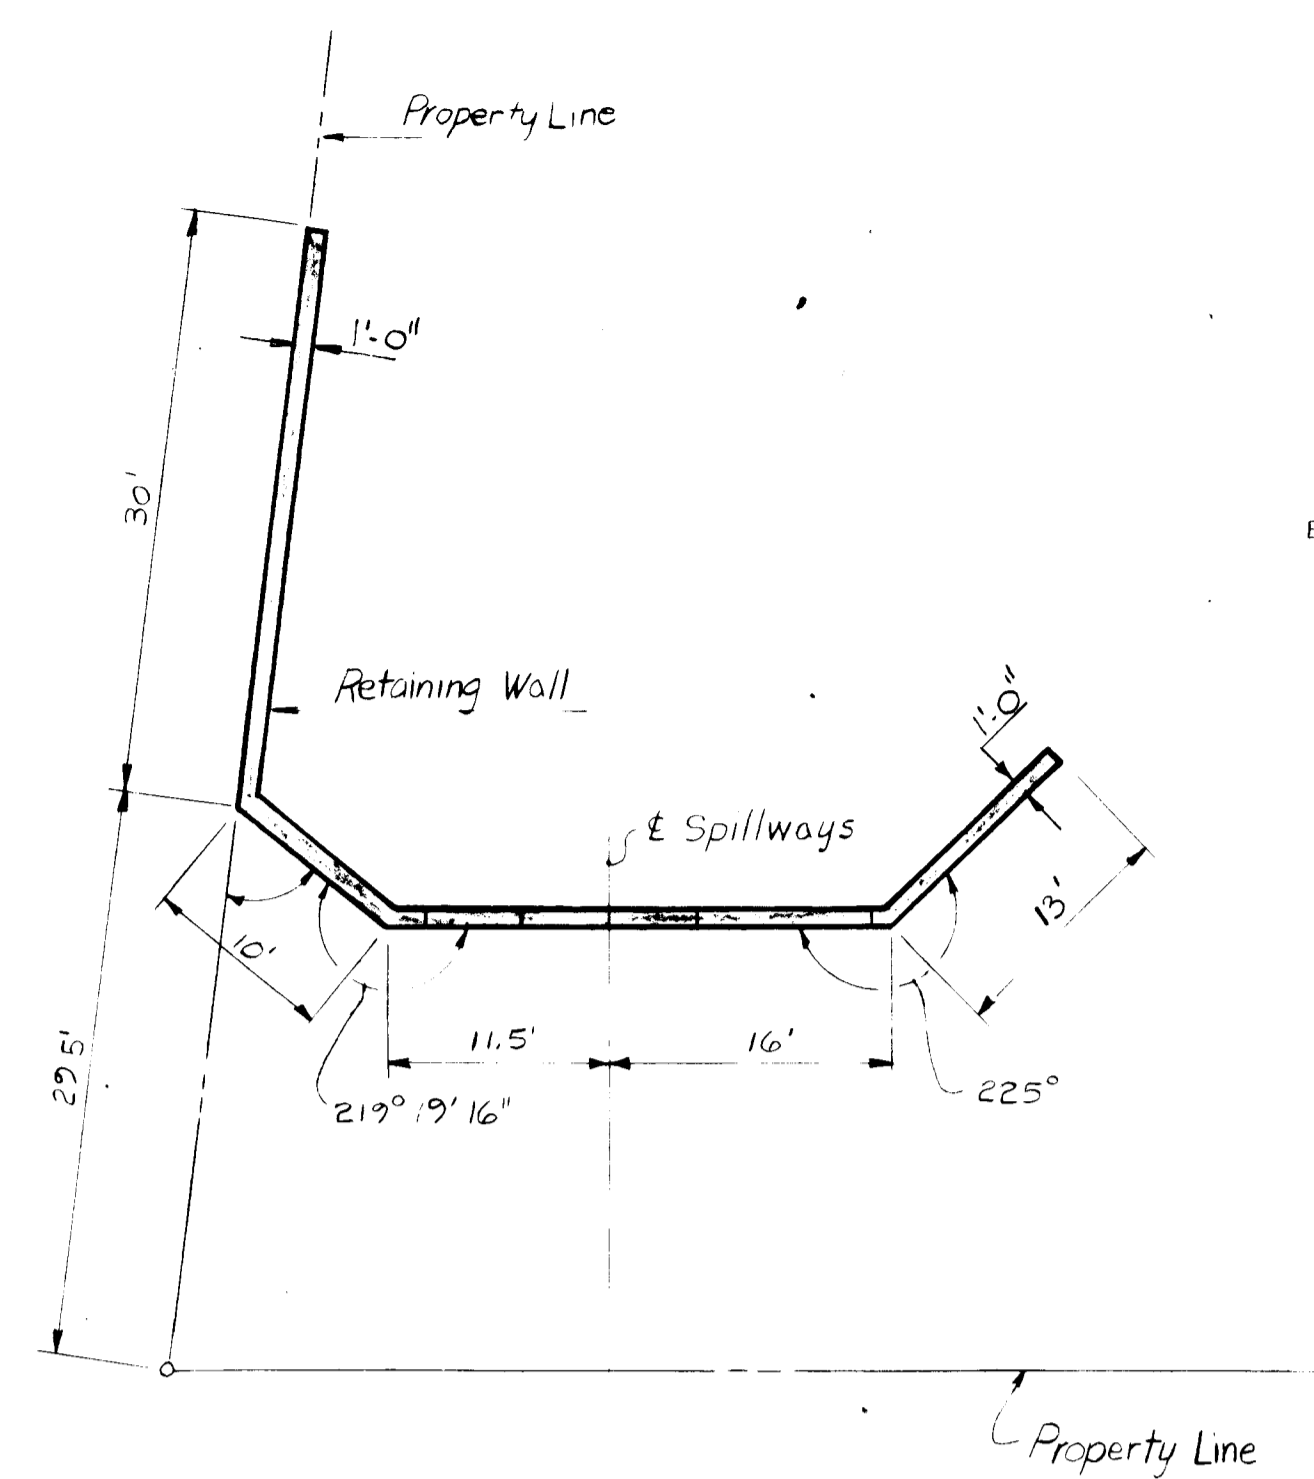 Property Line
1'-0"
30'
Retaining Wall
1'-0"
℄ Spillways
13'
10'
29.5'
11.5'
16'
219° 19' 16"
225°
Property Line
E